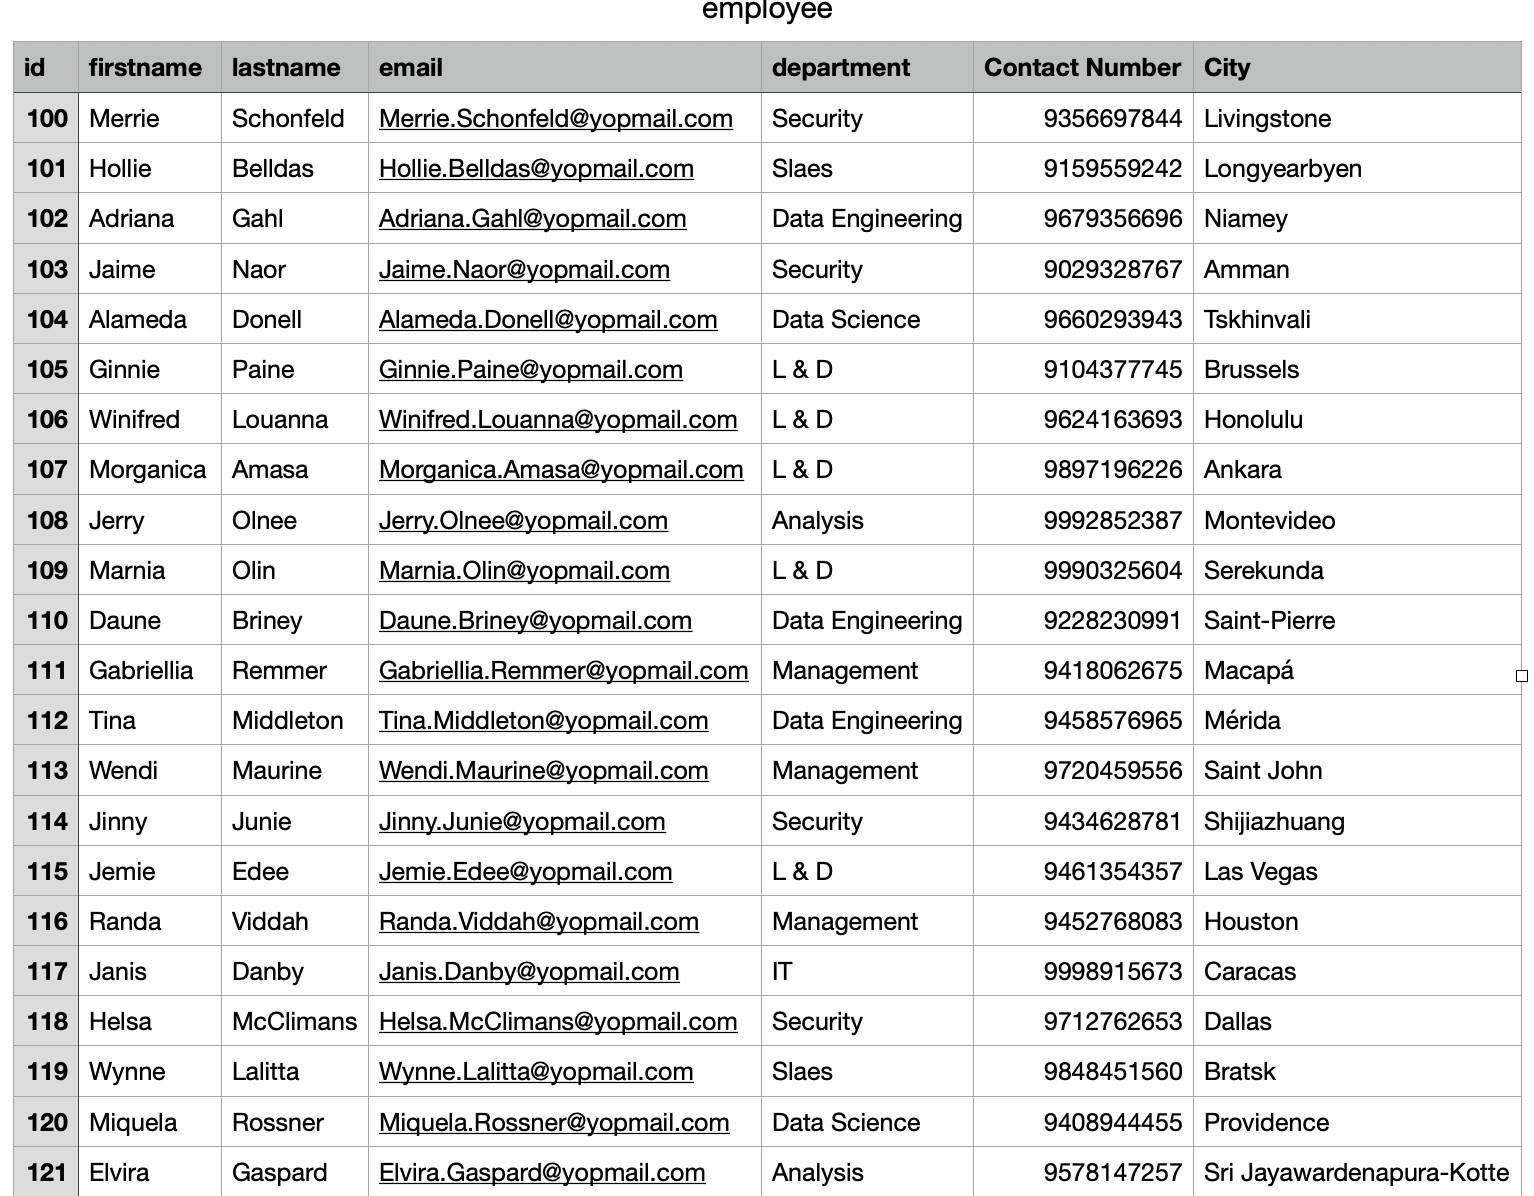 employee
id firstname lastname email department Contact Number City
100 Merrie Schonfeld Merrie.Schonfeld@yopmail.com Security 9356697844 Livingstone
101 Hollie Belldas Hollie.Belldas@yopmail.com Slaes 9159559242 Longyearbyen
102 Adriana Gahl Adriana.Gahl@yopmail.com Data Engineering 9679356696 Niamey
103 Jaime Naor Jaime.Naor@yopmail.com Security 9029328767 Amman
104 Alameda Donell Alameda.Donell@yopmail.com Data Science 9660293943 Tskhinvali
105 Ginnie Paine Ginnie.Paine@yopmail.com L & D 9104377745 Brussels
106 Winifred Louanna Winifred.Louanna@yopmail.com L & D 9624163693 Honolulu
107 Morganica Amasa Morganica.Amasa@yopmail.com L & D 9897196226 Ankara
108 Jerry Olnee Jerry.Olnee@yopmail.com Analysis 9992852387 Montevideo
109 Marnia Olin Marnia.Olin@yopmail.com L & D 9990325604 Serekunda
110 Daune Briney Daune.Briney@yopmail.com Data Engineering 9228230991 Saint-Pierre
111 Gabriellia Remmer Gabriellia.Remmer@yopmail.com Management 9418062675 Macapá
112 Tina Middleton Tina.Middleton@yopmail.com Data Engineering 9458576965 Mérida
113 Wendi Maurine Wendi.Maurine@yopmail.com Management 9720459556 Saint John
114 Jinny Junie Jinny.Junie@yopmail.com Security 9434628781 Shijiazhuang
115 Jemie Edee Jemie.Edee@yopmail.com L & D 9461354357 Las Vegas
116 Randa Viddah Randa.Viddah@yopmail.com Management 9452768083 Houston
117 Janis Danby Janis.Danby@yopmail.com IT 9998915673 Caracas
118 Helsa McClimans Helsa.McClimans@yopmail.com Security 9712762653 Dallas
119 Wynne Lalitta Wynne.Lalitta@yopmail.com Slaes 9848451560 Bratsk
120 Miquela Rossner Miquela.Rossner@yopmail.com Data Science 9408944455 Providence
121 Elvira Gaspard Elvira.Gaspard@yopmail.com Analysis 9578147257 Sri Jayawardenapura-Kotte